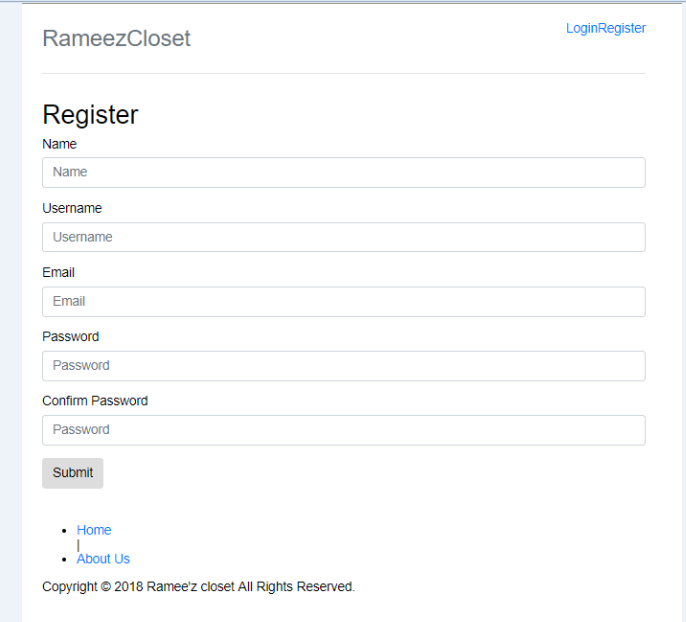 RameezCloset
LoginRegister
Register
Name
Name
Username
Username
Email
Email
Password
Password
Confirm Password
Password
Submit
Home
|
About Us
Copyright © 2018 Ramee'z closet All Rights Reserved.